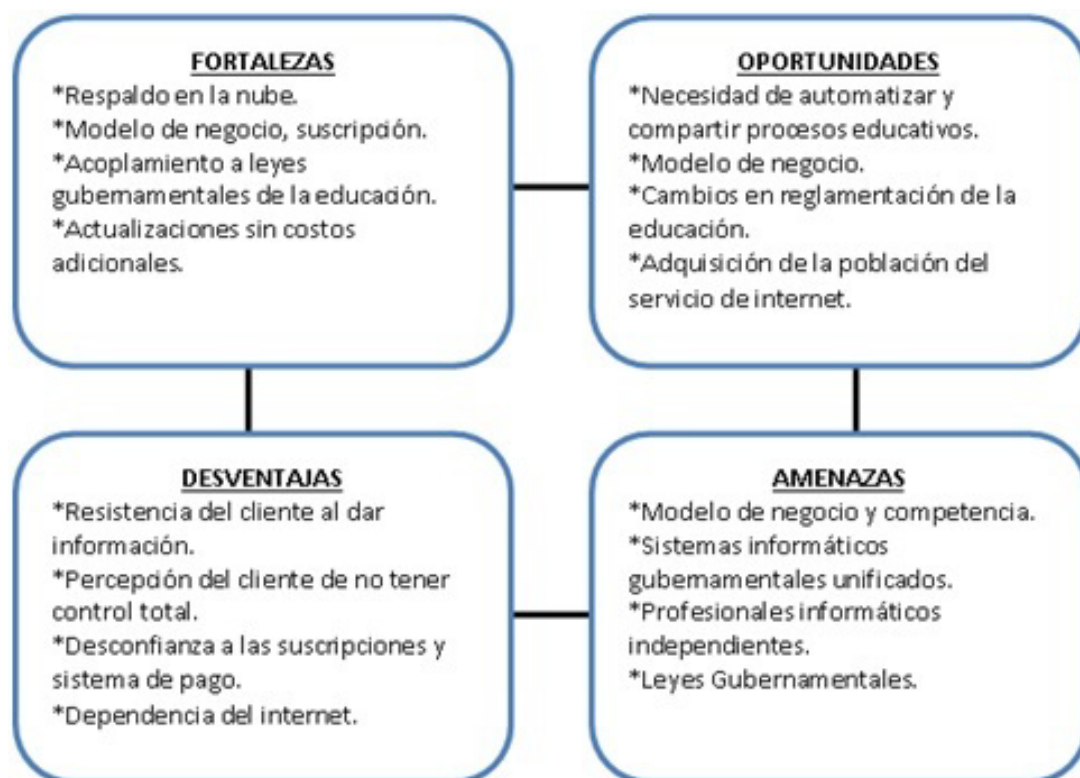 FORTALEZAS
*Respaldo en la nube.
*Modelo de negocio, suscripción.
*Acoplamiento a leyes
gubernamentales de la educación.
*Actualizaciones sin costos
adicionales.
OPORTUNIDADES
*Necesidad de automatizar y
compartir procesos educativos.
*Modelo de negocio.
*Cambios en reglamentación de la
educación.
*Adquisición de la población del
servicio de internet.
DESVENTAJAS
*Resistencia del cliente al dar
información.
*Percepción del cliente de no tener
control total.
*Desconfianza a las suscripciones y
sistema de pago.
*Dependencia del internet.
AMENAZAS
*Modelo de negocio y competencia.
*Sistemas informáticos
gubernamentales unificados.
*Profesionales informáticos
independientes.
*Leyes Gubernamentales.